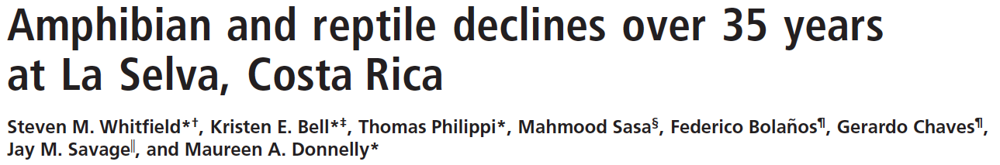 Amphibian and reptile declines over 35 years
at La Selva, Costa Rica
Steven M. Whitfield*†, Kristen E. Bell*‡, Thomas Philippi*, Mahmood Sasa§, Federico Bolaños¶, Gerardo Chaves¶,
Jay M. Savage‖, and Maureen A. Donnelly*